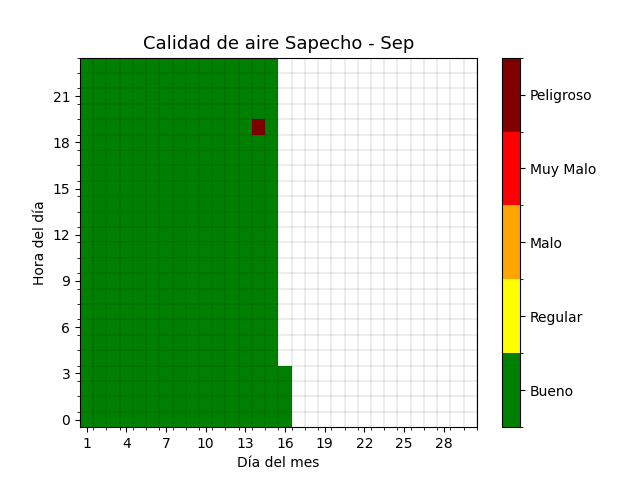 Calidad de aire Sapecho - Sep
21
18
15
12
9
6
3
0
Hora del día
1 4 7 10 13 16 19 22 25 28
Día del mes
Peligroso
Muy Malo
Malo
Regular
Bueno